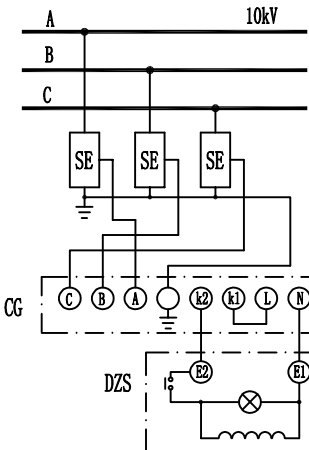 A 10kV
B
C
SE SE SE
CG C B A k2 k1 L N
E2 E1
DZS